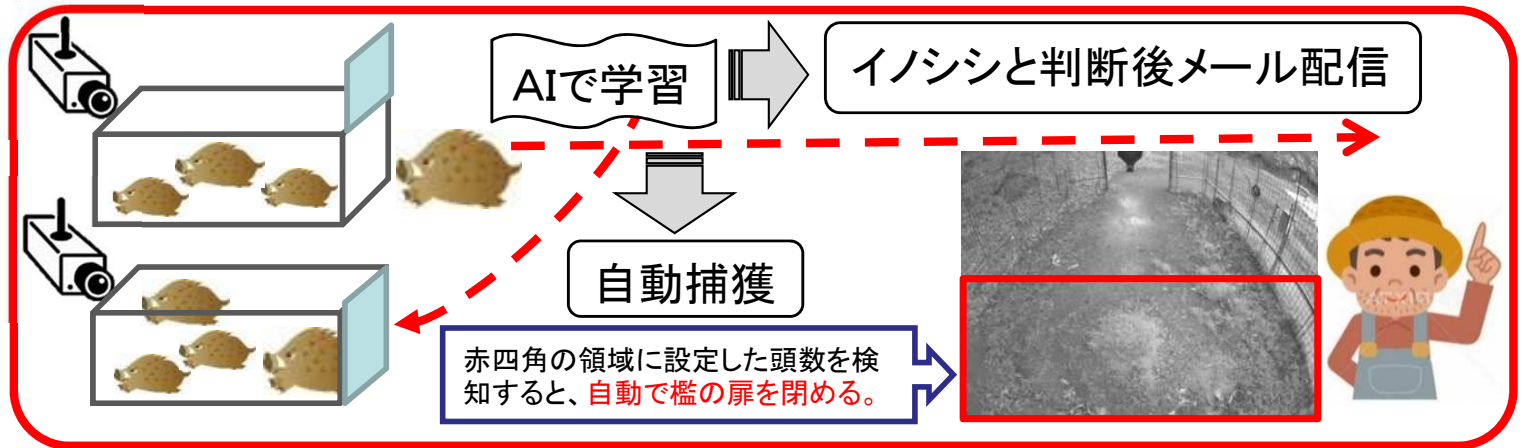 AIで学習
イノシシと判断後メール配信
自動捕獲
赤四角の領域に設定した頭数を検
知すると、自動で檻の扉を閉める。